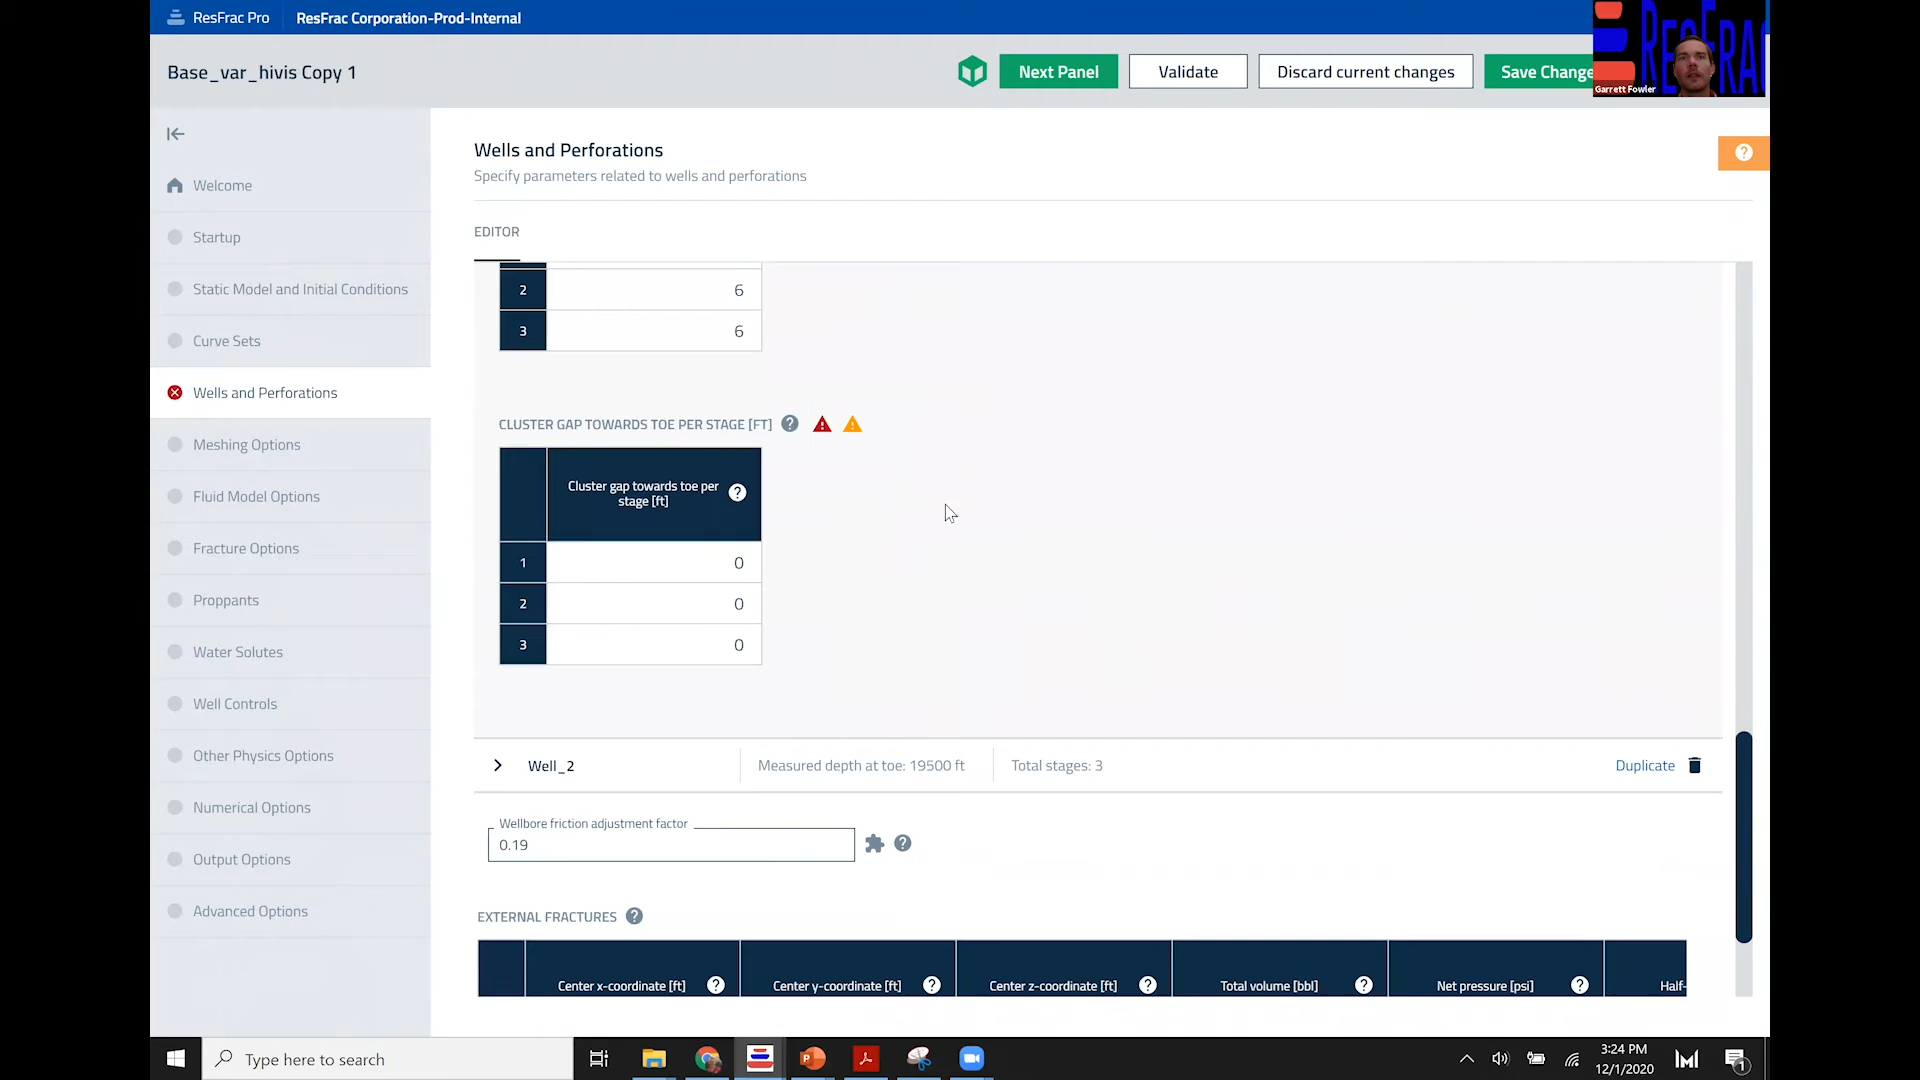 ResFrac Pro
ResFrac Corporation-Prod-Internal
Garrett Fowler
Base_var_hivis Copy 1
Next Panel
Validate
Discard current changes
Save Change
Welcome
Startup
Static Model and Initial Conditions
Curve Sets
Wells and Perforations
Meshing Options
Fluid Model Options
Fracture Options
Proppants
Water Solutes
Well Controls
Other Physics Options
Numerical Options
Output Options
Advanced Options
Wells and Perforations
Specify parameters related to wells and perforations
EDITOR
2 6
3 6
CLUSTER GAP TOWARDS TOE PER STAGE [FT]
Cluster gap towards toe per
stage [ft]
1 0
2 0
3 0
Well_2
Measured depth at toe: 19500 ft
Total stages: 3
Duplicate
Wellbore friction adjustment factor
0.19
EXTERNAL FRACTURES
Center x-coordinate [ft]
Center y-coordinate [ft]
Center z-coordinate [ft]
Total volume [bbl]
Net pressure [psi]
Half-
Type here to search
3:24 PM
12/1/2020
1